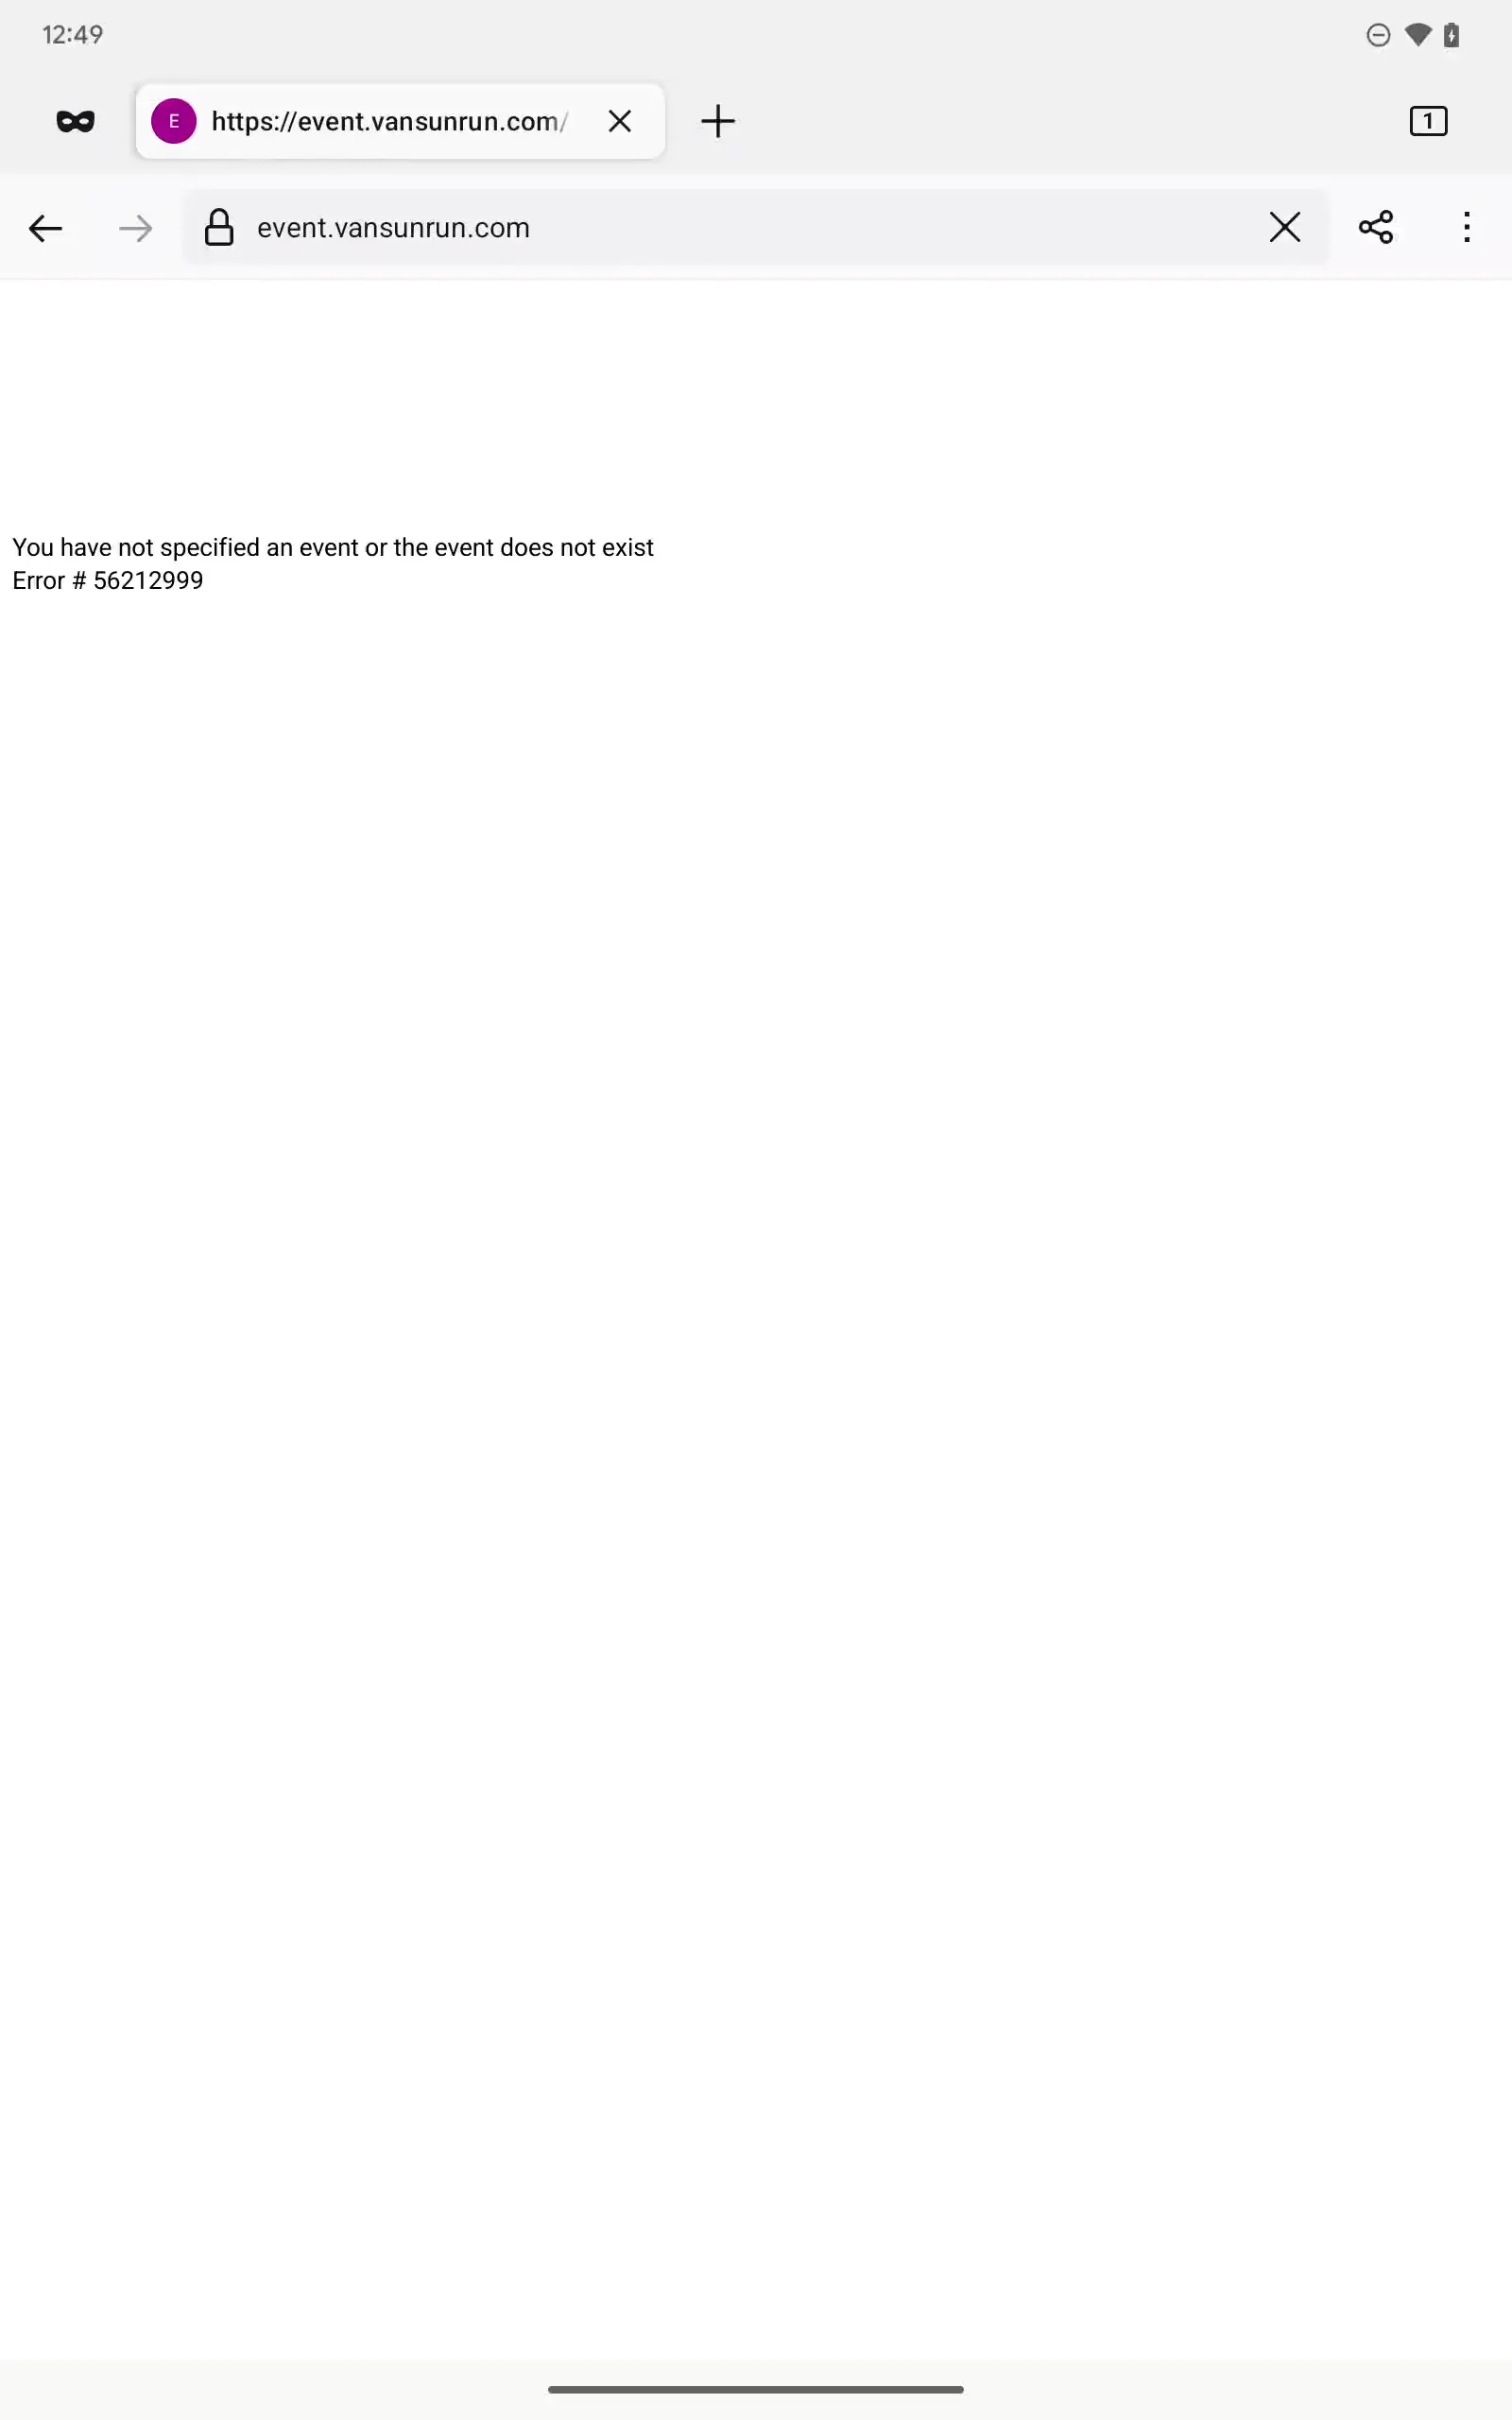 12:49
E
https://event.vansunrun.com/
1
event.vansunrun.com
You have not specified an event or the event does not exist
Error # 56212999